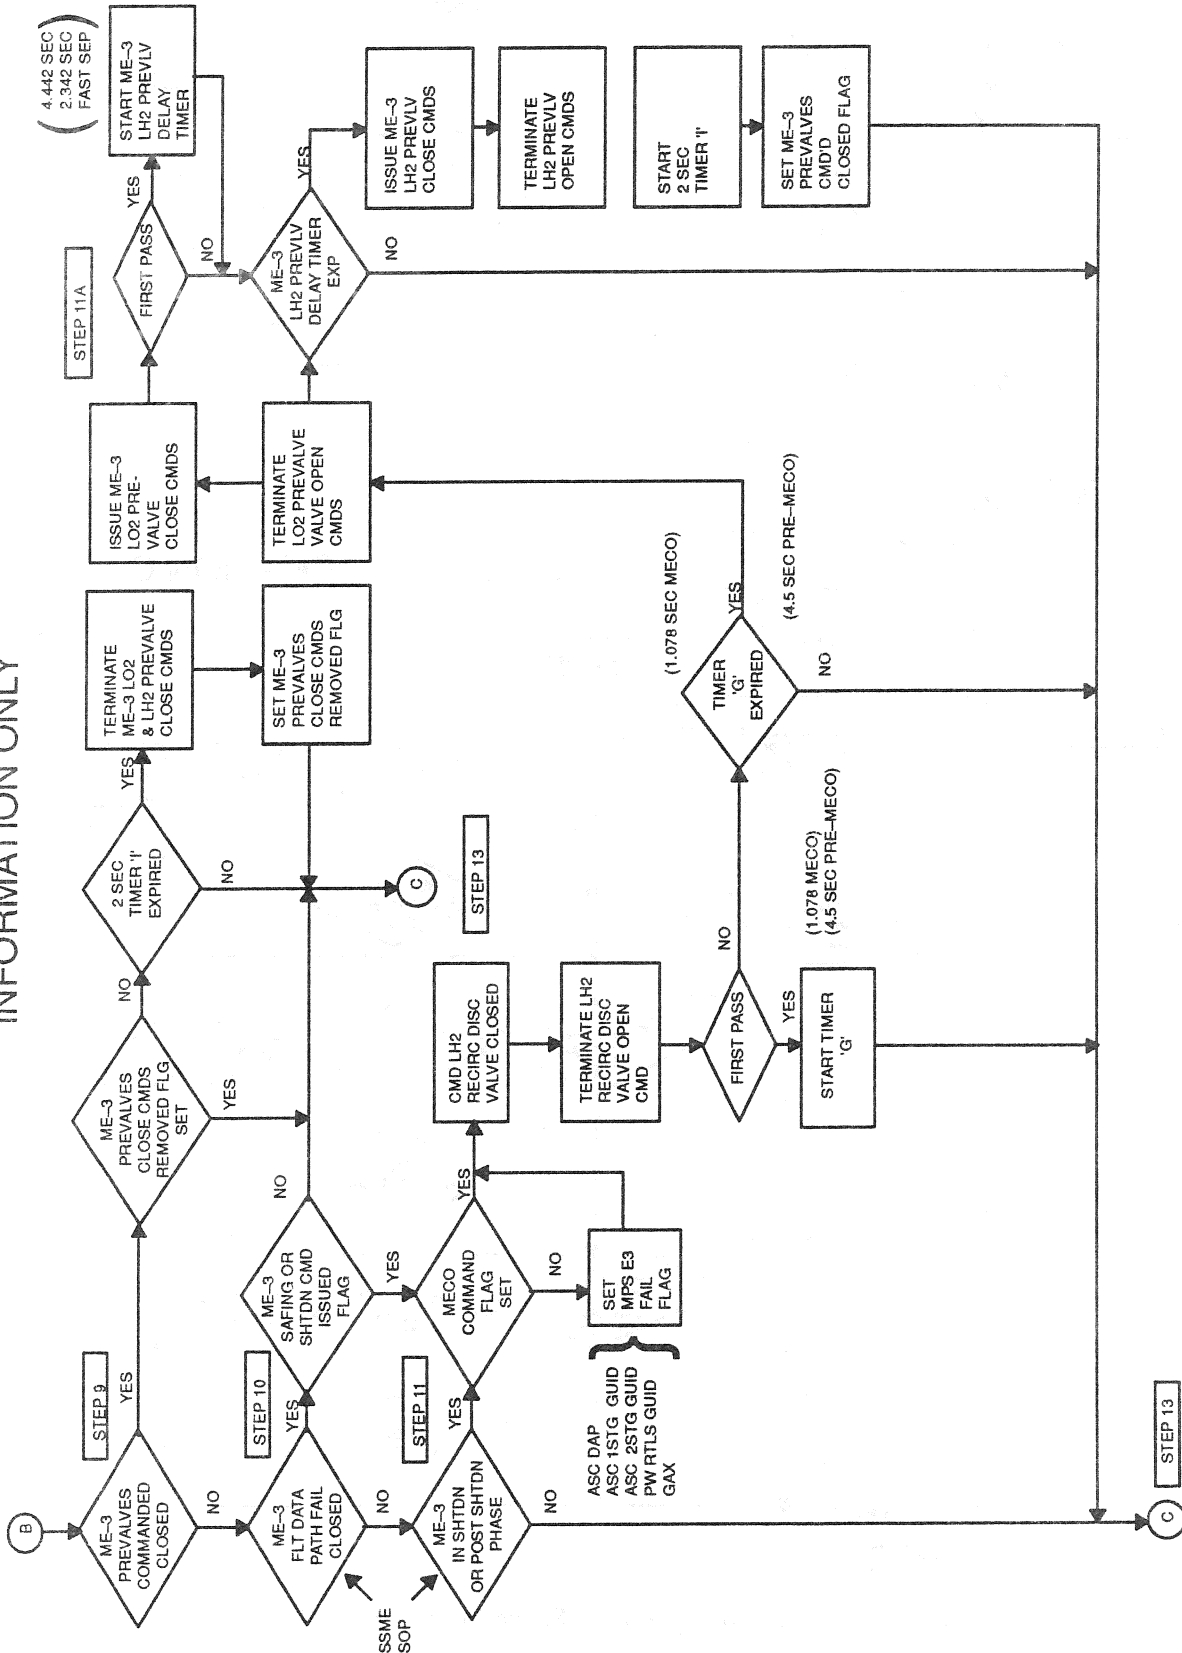 INFORMATION ONLY
B
ME-3
PREVALVES
COMMANDED
CLOSED
STEP 9
YES
NO
ME-3
PREVALVES
CLOSE CMDS
REMOVED FLG
SET
NO
YES
2 SEC
TIMER 'I'
EXPIRED
YES
NO
TERMINATE
ME-3 LO2
& LH2 PREVALVE
CLOSE CMDS
SET ME-3
PREVALVES
CLOSE CMDS
REMOVED FLG
C
STEP 13
ME-3
FLT DATA
PATH FAIL
CLOSED
STEP 10
YES
NO
ME-3
SAFING OR
SHTDN CMD
ISSUED
FLAG
NO
YES
SSME
SOP
ME-3
IN SHTDN
OR POST SHTDN
PHASE
STEP 11
YES
NO
MECO
COMMAND
FLAG
SET
YES
NO
SET
MPS E3
FAIL
FLAG
ASC DAP
ASC 1STG GUID
ASC 2STG GUID
PW RTLS GUID
GAX
CMD LH2
RECIRC DISC
VALVE CLOSED
TERMINATE LH2
RECIRC DISC
VALVE OPEN
CMD
FIRST PASS
NO
YES
START TIMER
'G'
(1.078 MECO)
(4.5 SEC PRE-MECO)
TIMER
'G'
EXPIRED
(1.078 SEC MECO)
YES
(4.5 SEC PRE-MECO)
NO
TERMINATE
LO2 PREVALVE
VALVE OPEN
CMDS
ISSUE ME-3
LO2 PRE-
VALVE
CLOSE CMDS
STEP 11A
FIRST PASS
YES
NO
START ME-3
LH2 PREVLV
DELAY
TIMER
(4.442 SEC
2.342 SEC
FAST SEP)
ME-3
LH2 PREVLV
DELAY TIMER
EXP
YES
NO
ISSUE ME-3
LH2 PREVLV
CLOSE CMDS
TERMINATE
LH2 PREVLV
OPEN CMDS
START
2 SEC
TIMER 'I'
SET ME-3
PREVALVES
CMD'D
CLOSED FLAG
C
STEP 13